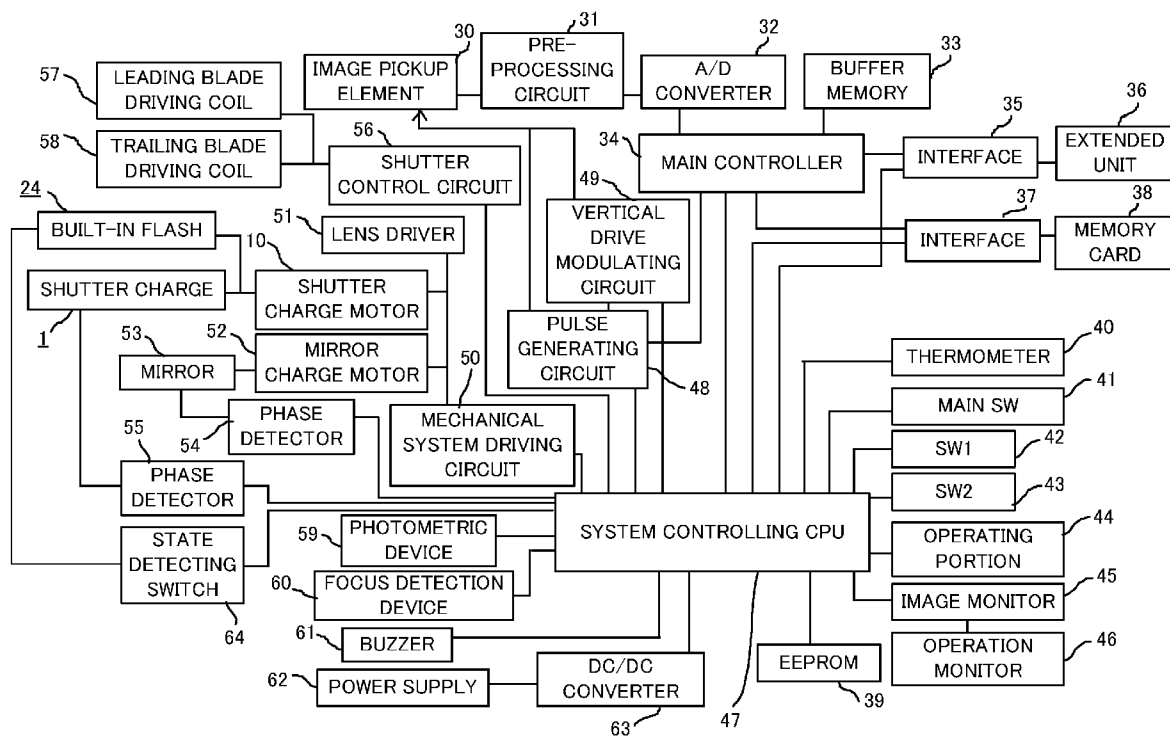 31
PRE-
PROCESSING
CIRCUIT
30
IMAGE PICKUP
ELEMENT
32
A/D
CONVERTER
33
BUFFER
MEMORY
57
LEADING BLADE
DRIVING COIL
58
TRAILING BLADE
DRIVING COIL
56
SHUTTER
CONTROL CIRCUIT
34
MAIN CONTROLLER
35
INTERFACE
36
EXTENDED
UNIT
37
INTERFACE
38
MEMORY
CARD
24
BUILT-IN FLASH
51
LENS DRIVER
49
VERTICAL
DRIVE
MODULATING
CIRCUIT
SHUTTER CHARGE
1
10
SHUTTER
CHARGE MOTOR
53
MIRROR
52
MIRROR
CHARGE MOTOR
PULSE
GENERATING
CIRCUIT
48
50
MECHANICAL
SYSTEM DRIVING
CIRCUIT
PHASE
DETECTOR
54
55
PHASE
DETECTOR
STATE
DETECTING
SWITCH
64
40
THERMOMETER
41
MAIN SW
42
SW1
43
SW2
44
OPERATING
PORTION
45
IMAGE MONITOR
46
OPERATION
MONITOR
SYSTEM CONTROLLING CPU
47
59
PHOTOMETRIC
DEVICE
60
FOCUS DETECTION
DEVICE
61
BUZZER
62
POWER SUPPLY
DC/DC
CONVERTER
63
EEPROM
39